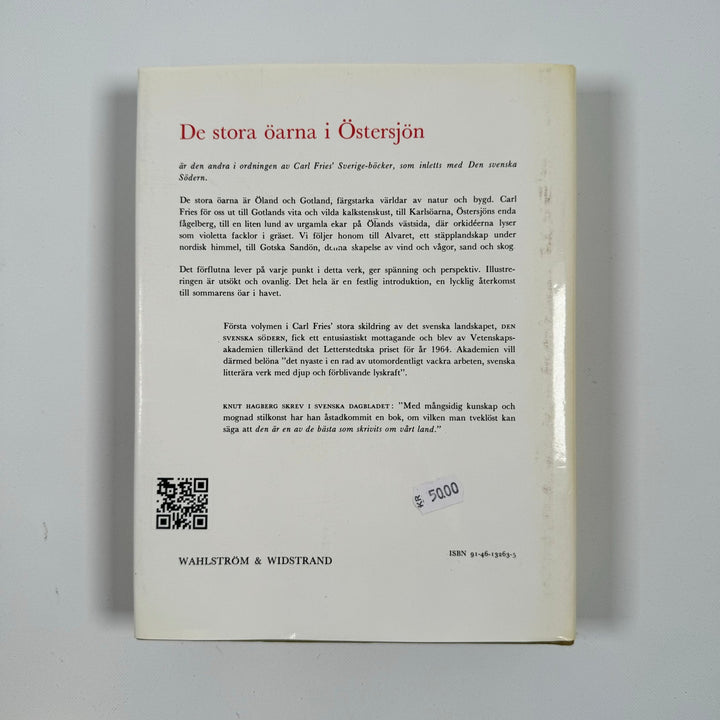 De stora öarna i Östersjön
är den andra i ordningen av Carl Fries' Sverige-böcker, som inletts med Den svenska
Södern.
De stora öarna är Öland och Gotland, färgstarka världar av natur och bygd. Carl
Fries för oss ut till Gotlands vita och vilda kalkstenskust, till Karlsöarna, Östersjöns enda
fågelberg, till en liten lund av urgamla ekar på Ölands västsida, där orkidéerna lyser
som violetta facklor i gräset. Vi följer honom till Alvaret, ett stäpplandskap under
nordisk himmel, till Gotska Sandön, denna skapelse av vind och vågor, sand och skog
Det förflutna lever på varje punkt i detta verk, ger spänning och perspektiv. Illustre-
ringen är utsökt och ovanlig. Det hela är en festlig introduktion, en lycklig återkomst
till sommarens öar i havet.
Första volymen i Carl Fries' stora skildring av det svenska landskapet, DEN
SVENSKA SÖDERN, fick ett entusiastiskt mottagande och blev av Vetenskaps-
akademien tillerkänd det Letterstedtska priset för år 1964. Akademien vill
därmed belöna "det nyaste i en rad av utomordentligt vackra arbeten, svenska
litterära verk med djup och förblivande lyskraft".
KNUT HAGBERG SKREV I SVENSKA DAGBLADET: "Med mångsidig kunskap och
mognad stilkonst har han åstadkommit en bok, om vilken man tveklöst kan
säga att den är en av de bästa som skrivits om vårt land."
KR 50.00
WAHLSTRÖM & WIDSTRAND
ISBN 91-46-13263-5